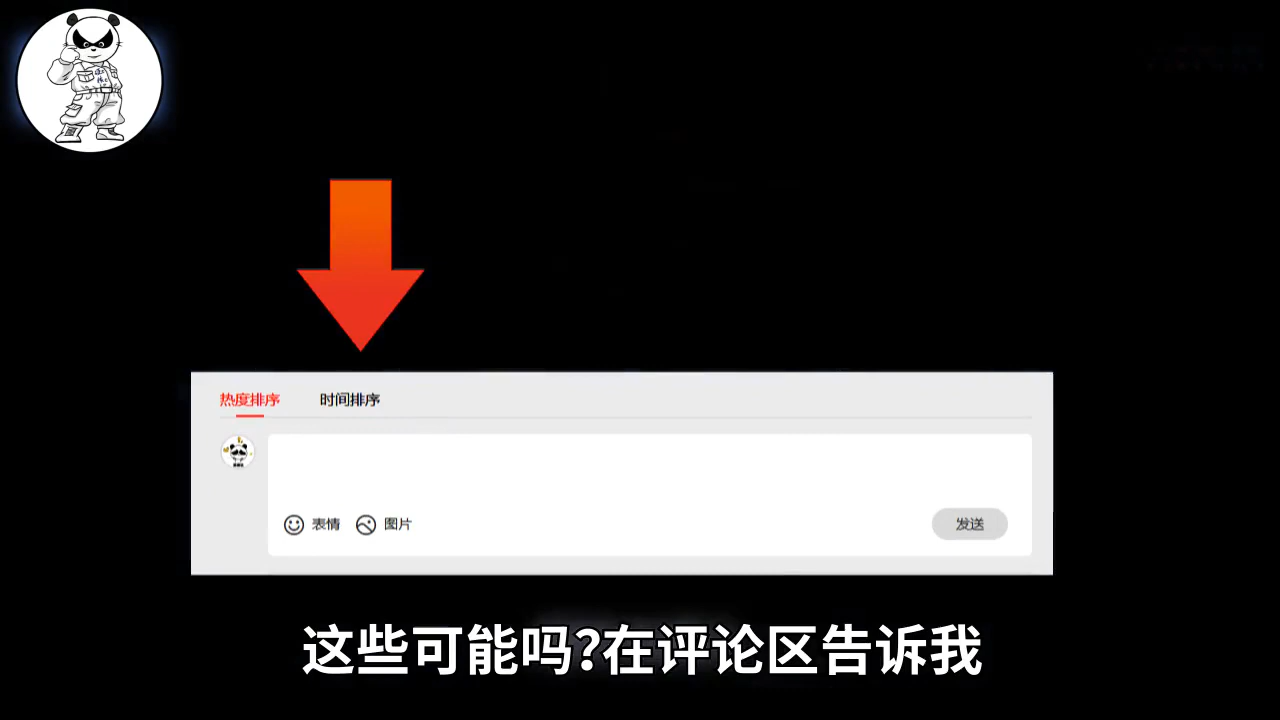 热度排序 时间排序
表情 图片 发送
这些可能吗?在评论区告诉我